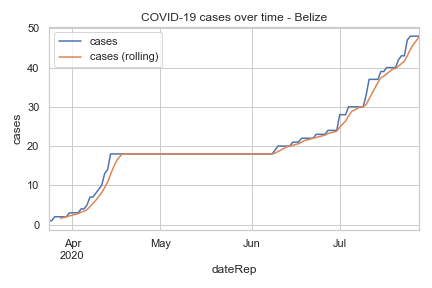 COVID-19 cases over time - Belize
cases
cases (rolling)
50
40
30
20
10
0
cases
Apr
2020
May
Jun
Jul
dateRep